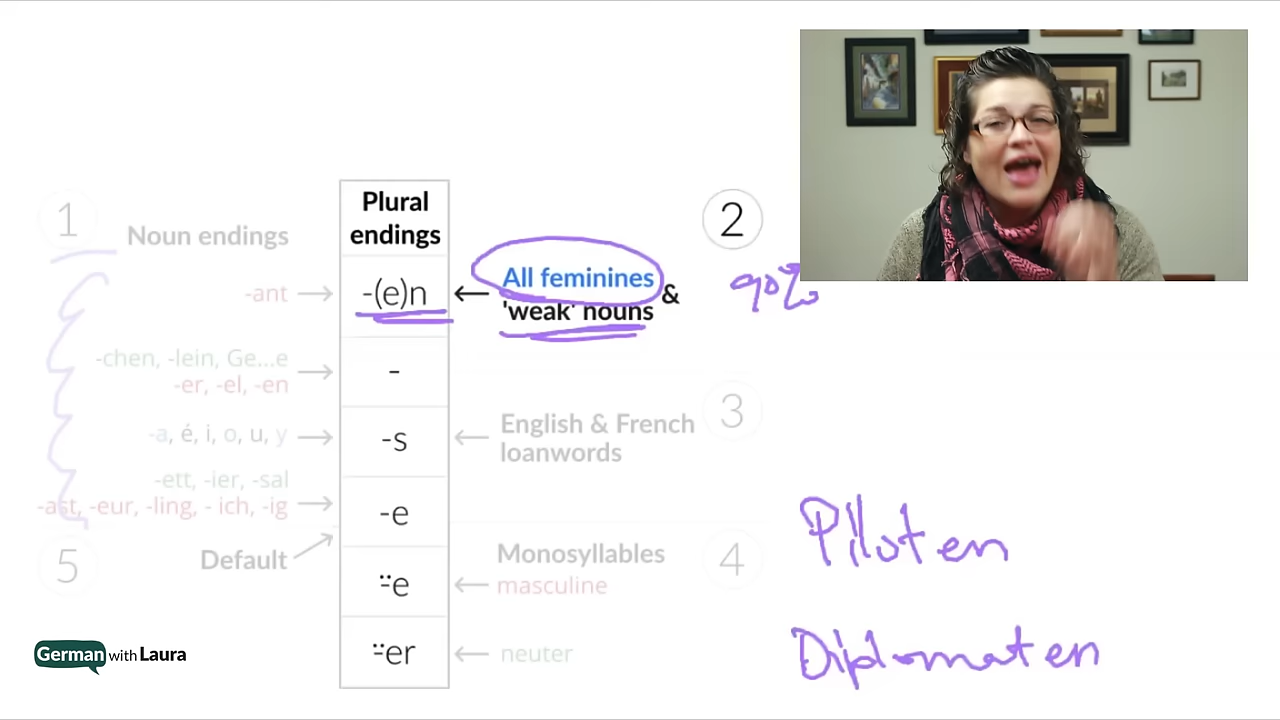 1
Noun endings
-ant
-chen, -lein, Ge...e
-er, -el, -en
-a, é, i, o, u, y
-ett, -ier, -sal
-ast, -eur, -ling, - ich, -ig
5
Default
Plural
endings
-(e)n
-
-s
-e
-̈e
-̈er
2
All feminines
&
'weak' nouns
90%
3
English & French
loanwords
4
Monosyllables
masculine
neuter
Piloten
Diplomaten
German with Laura